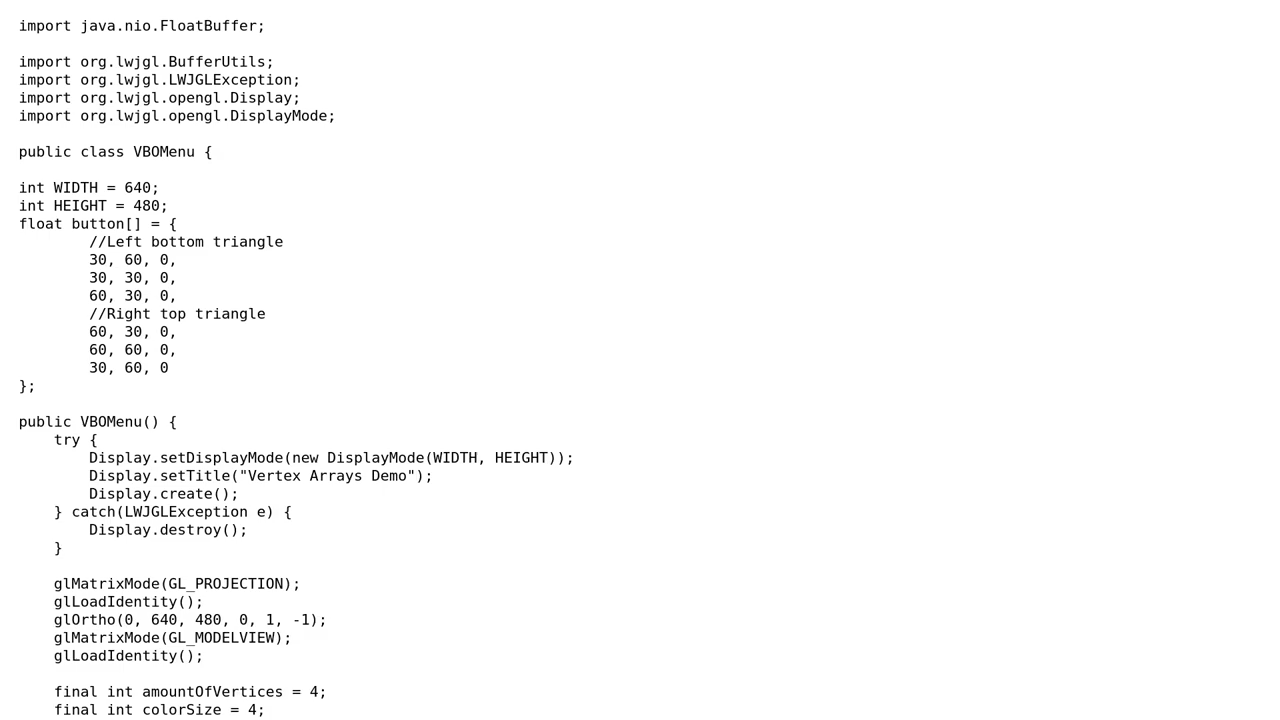 import java.nio.FloatBuffer;

import org.lwjgl.BufferUtils;
import org.lwjgl.LWJGLException;
import org.lwjgl.opengl.Display;
import org.lwjgl.opengl.DisplayMode;

public class VBOMenu {

int WIDTH = 640;
int HEIGHT = 480;
float button[] = {
        //Left bottom triangle
        30, 60, 0,
        30, 30, 0,
        60, 30, 0,
        //Right top triangle
        60, 30, 0,
        60, 60, 0,
        30, 60, 0
};

public VBOMenu() {
    try {
        Display.setDisplayMode(new DisplayMode(WIDTH, HEIGHT));
        Display.setTitle("Vertex Arrays Demo");
        Display.create();
    } catch(LWJGLException e) {
        Display.destroy();
    }

    glMatrixMode(GL_PROJECTION);
    glLoadIdentity();
    glOrtho(0, 640, 480, 0, 1, -1);
    glMatrixMode(GL_MODELVIEW);
    glLoadIdentity();

    final int amountOfVertices = 4;
    final int colorSize = 4;